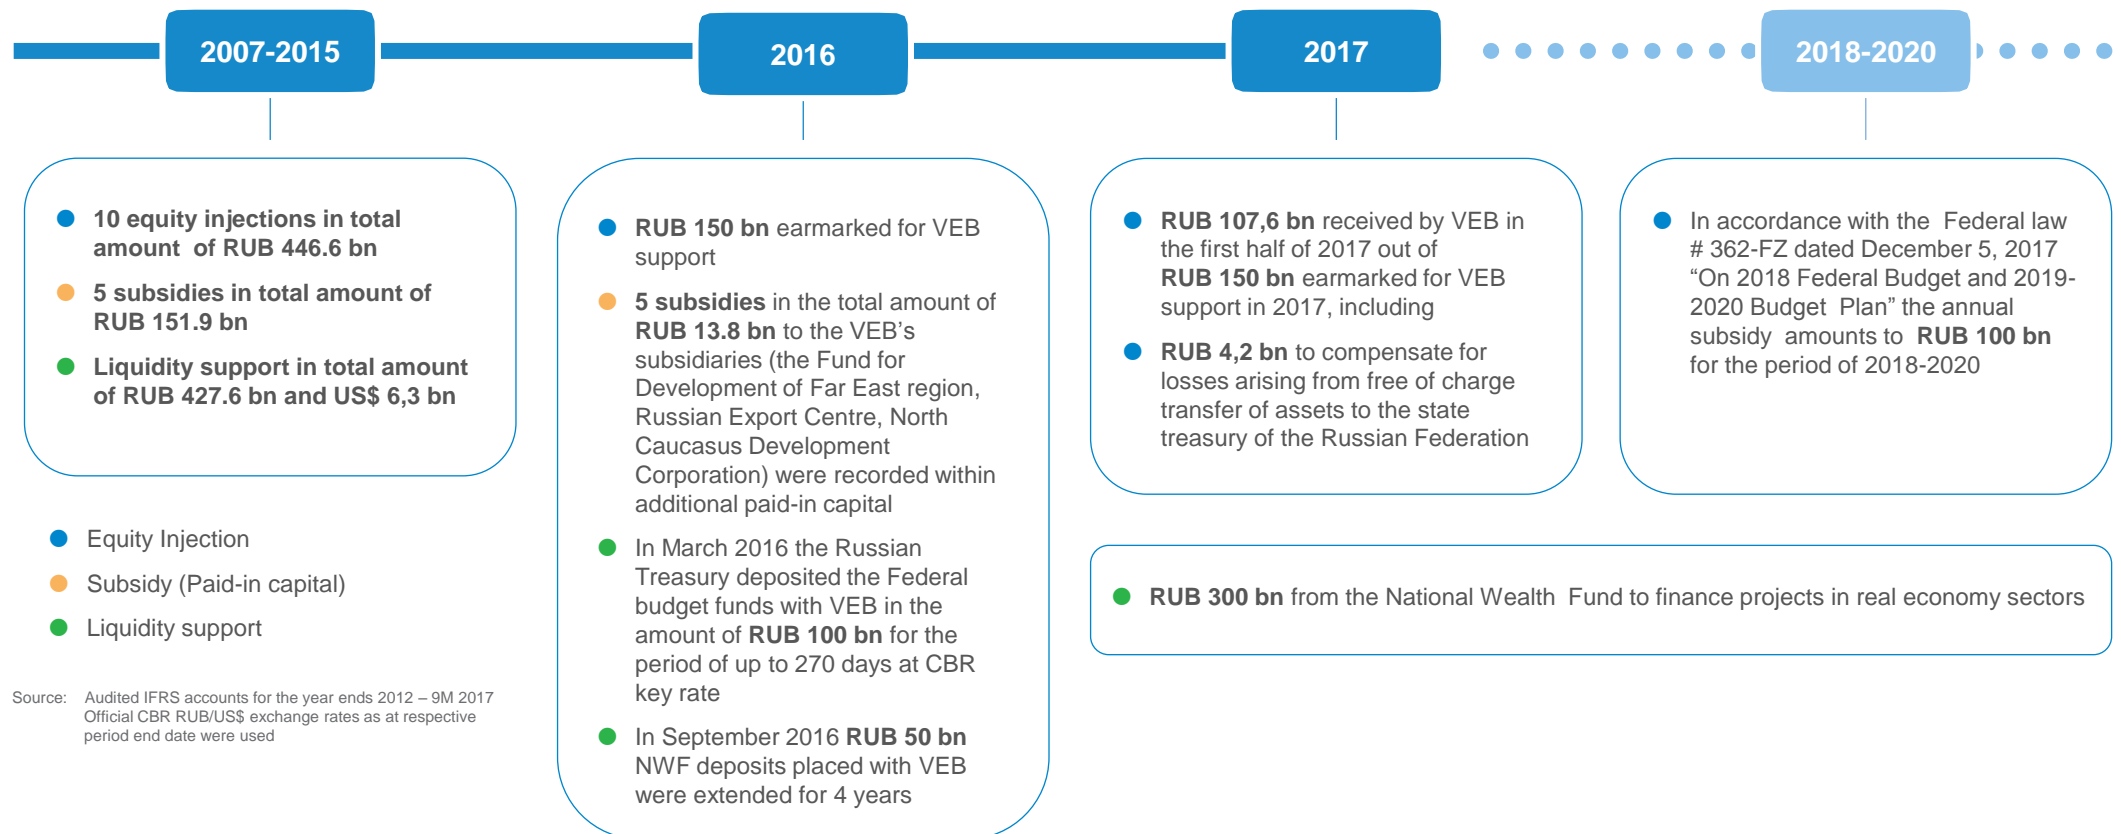 2007-2015
10 equity injections in total
amount of RUB 446.6 bn
5 subsidies in total amount of
RUB 151.9 bn
Liquidity support in total amount
of RUB 427.6 bn and US$ 6,3 bn
2016
RUB 150 bn earmarked for VEB
support
5 subsidies in the total amount of
RUB 13.8 bn to the VEB’s
subsidiaries (the Fund for
Development of Far East region,
Russian Export Centre, North
Caucasus Development
Corporation) were recorded within
additional paid-in capital
In March 2016 the Russian
Treasury deposited the Federal
budget funds with VEB in the
amount of RUB 100 bn for the
period of up to 270 days at CBR
key rate
In September 2016 RUB 50 bn
NWF deposits placed with VEB
were extended for 4 years
2017
RUB 107,6 bn received by VEB in
the first half of 2017 out of
RUB 150 bn earmarked for VEB
support in 2017, including
RUB 4,2 bn to compensate for
losses arising from free of charge
transfer of assets to the state
treasury of the Russian Federation
2018-2020
In accordance with the Federal law
# 362-FZ dated December 5, 2017
“On 2018 Federal Budget and 2019-
2020 Budget Plan” the annual
subsidy amounts to RUB 100 bn
for the period of 2018-2020
RUB 300 bn from the National Wealth Fund to finance projects in real economy sectors
Equity Injection
Subsidy (Paid-in capital)
Liquidity support
Source: Audited IFRS accounts for the year ends 2012 – 9M 2017
Official CBR RUB/US$ exchange rates as at respective
period end date were used